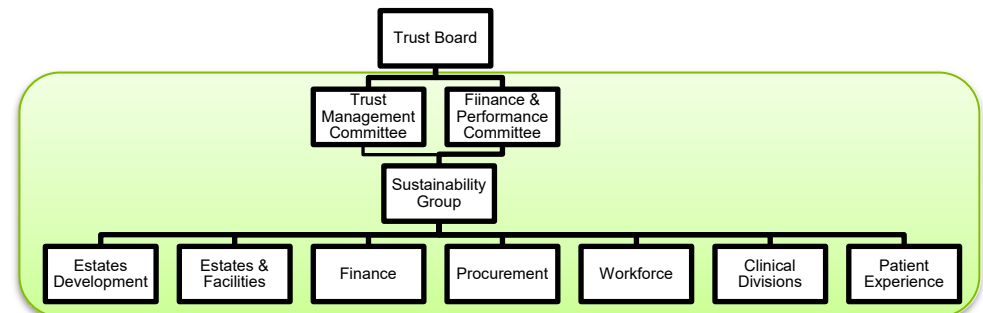 Trust Board
Trust
Management
Committee
Fiinance &
Performance
Committee
Sustainability
Group
Estates
Development
Estates &
Facilities
Finance
Procurement
Workforce
Clinical
Divisions
Patient
Experience